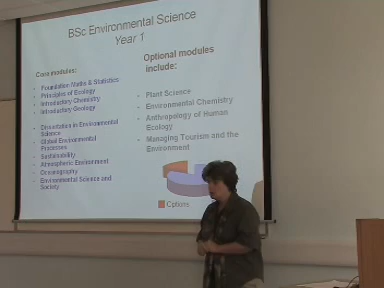 BSc Environmental Science
Year 1
Core modules:
Foundation Maths & Statistics
Principles of Ecology
Introductory Chemistry
Introductory Geology
Dissertation in Environmental
Science
Global Environmental
Processes
Sustainability
Atmospheric Environment
Oceanography
Environmental Science and
Society
Optional modules
include:
Plant Science
Environmental Chemistry
Anthropology of Human
Ecology
Managing Tourism and the
Environment
Options